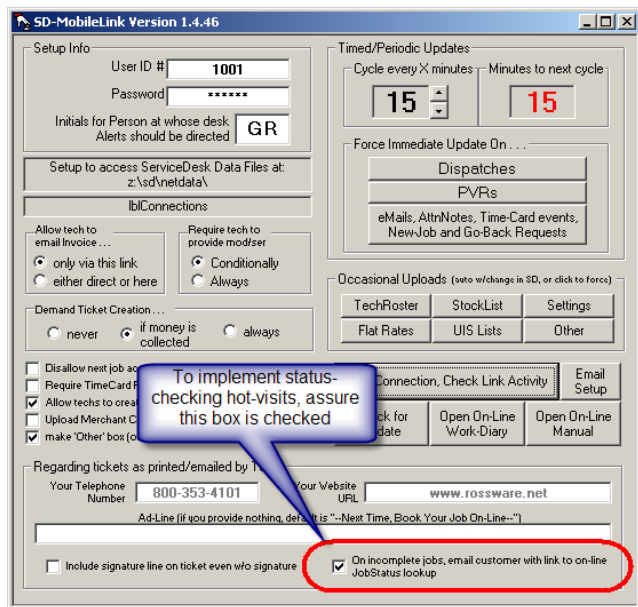 SD-MobileLink Version 1.4.46
Setup Info
User ID # 1001
Password ××××××
Initials for Person at whose desk
Alerts should be directed GR
Setup to access ServiceDesk Data Files at:
z:\sd\netdata\
lblConnections
Allow tech to
email Invoice . . .
only via this link
either direct or here
Require tech to
provide mod/ser
Conditionally
Always
Demand Ticket Creation . . .
never
if money is
collected
always
Timed/Periodic Updates
Cycle every X minutes
15
Minutes to next cycle
15
Force Immediate Update On . . .
Dispatches
PVRs
eMails, AttnNotes, Time-Card events,
New-Job and Go-Back Requests
Occasional Uploads (auto w/change in SD, or click to force)
TechRoster StockList Settings
Flat Rates UIS Lists Other
Disallow next job
Require TimeCard
Allow techs to
Upload Merchant
make 'Other' box
To implement status-
checking hot-visits, assure
this box is checked
Connection, Check Link Activity
Email
Setup
for
Open On-Line
Work-Diary
Open On-Line
Manual
Regarding tickets as printed/emailed by
Your Telephone
Number 800-353-4101
Your Website
URL www.rossware.net
Ad-Line (if you provide nothing, default is "--Next Time, Book Your Job On-Line--")
Include signature line on ticket even w/o signature
On incomplete jobs, email customer with link to on-line
JobStatus lookup